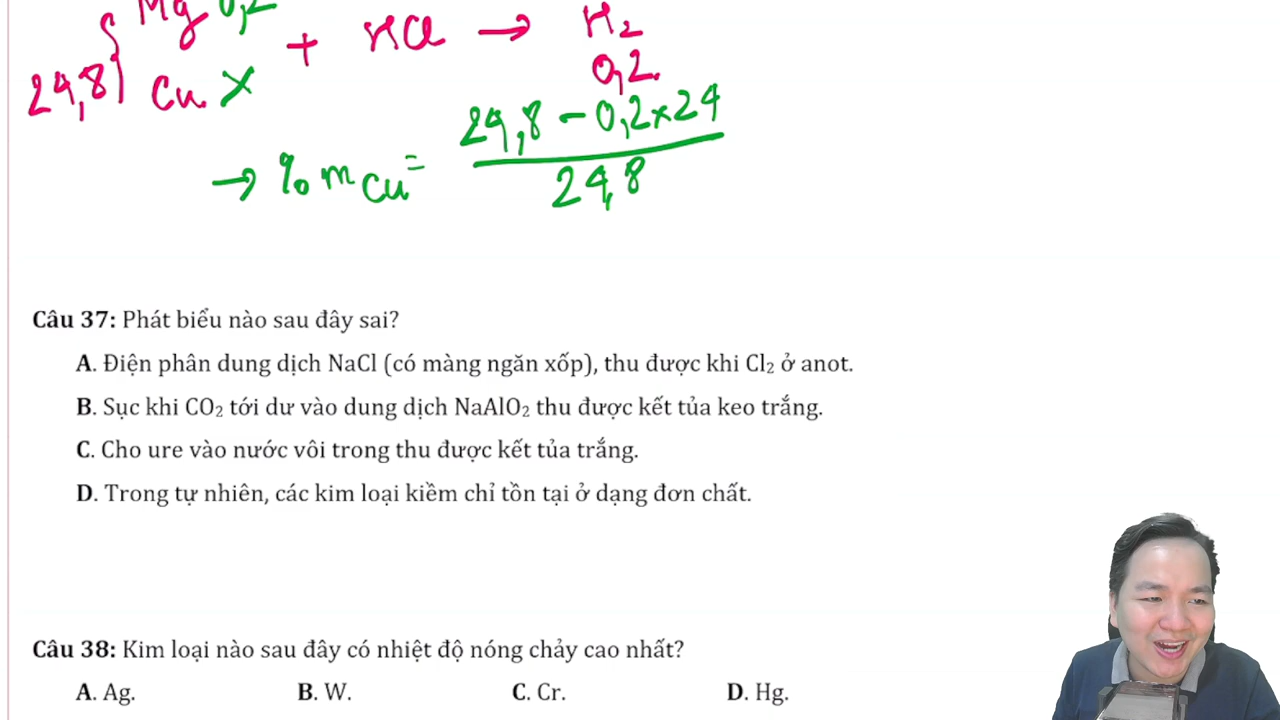 Mg 0,2
24,8 Cu x + HCl → H2
0,2
→ %mCu = 24,8 - 0,2x24
24,8
Câu 37: Phát biểu nào sau đây sai?
A. Điện phân dung dịch NaCl (có màng ngăn xốp), thu được khi Cl₂ ở anot.
B. Sục khi CO₂ tới dư vào dung dịch NaAlO₂ thu được kết tủa keo trắng.
C. Cho ure vào nước vôi trong thu được kết tủa trắng.
D. Trong tự nhiên, các kim loại kiềm chỉ tồn tại ở dạng đơn chất.
Câu 38: Kim loại nào sau đây có nhiệt độ nóng chảy cao nhất?
A. Ag. B. W. C. Cr. D. Hg.